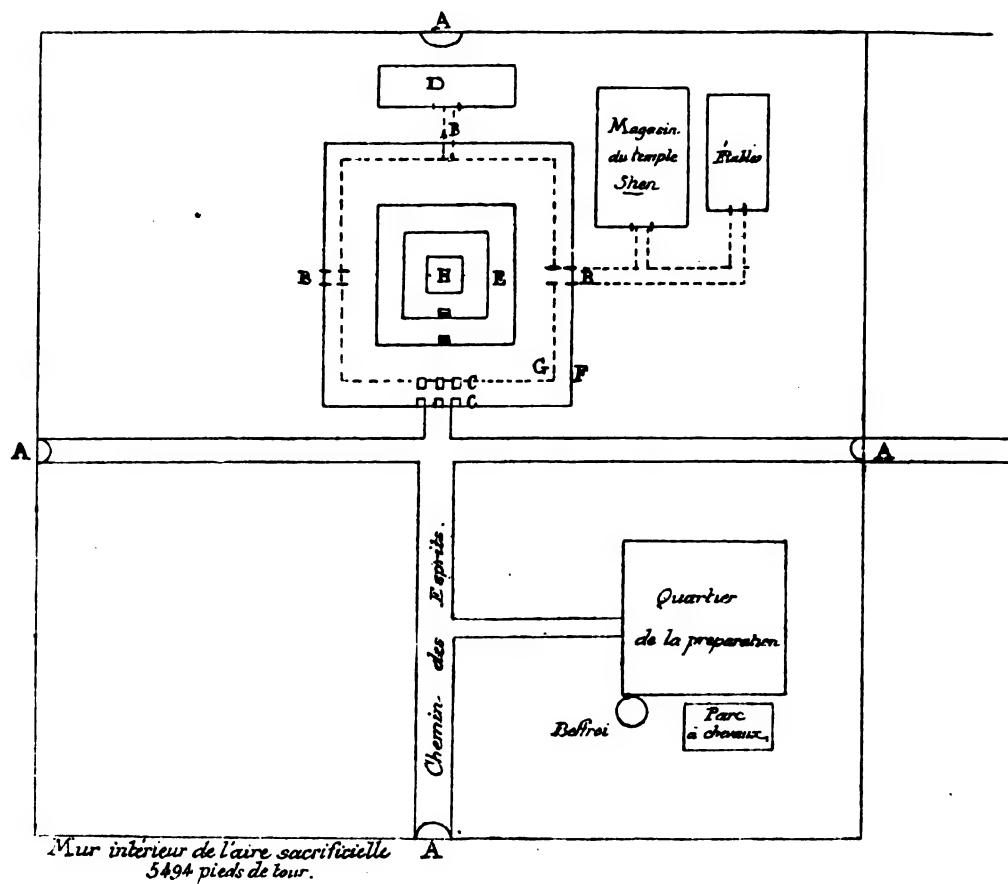 A
D
B
Magasin.
du temple
Shen
Étables
B
H
E
B
G
F
C
C
A
A
Chemin- des Esprits.
Quartier
de la preparation
Beffroi
Parc
à chevaux.
A
Mur intérieur de l'aire sacrificielle
5494 pieds de tour.